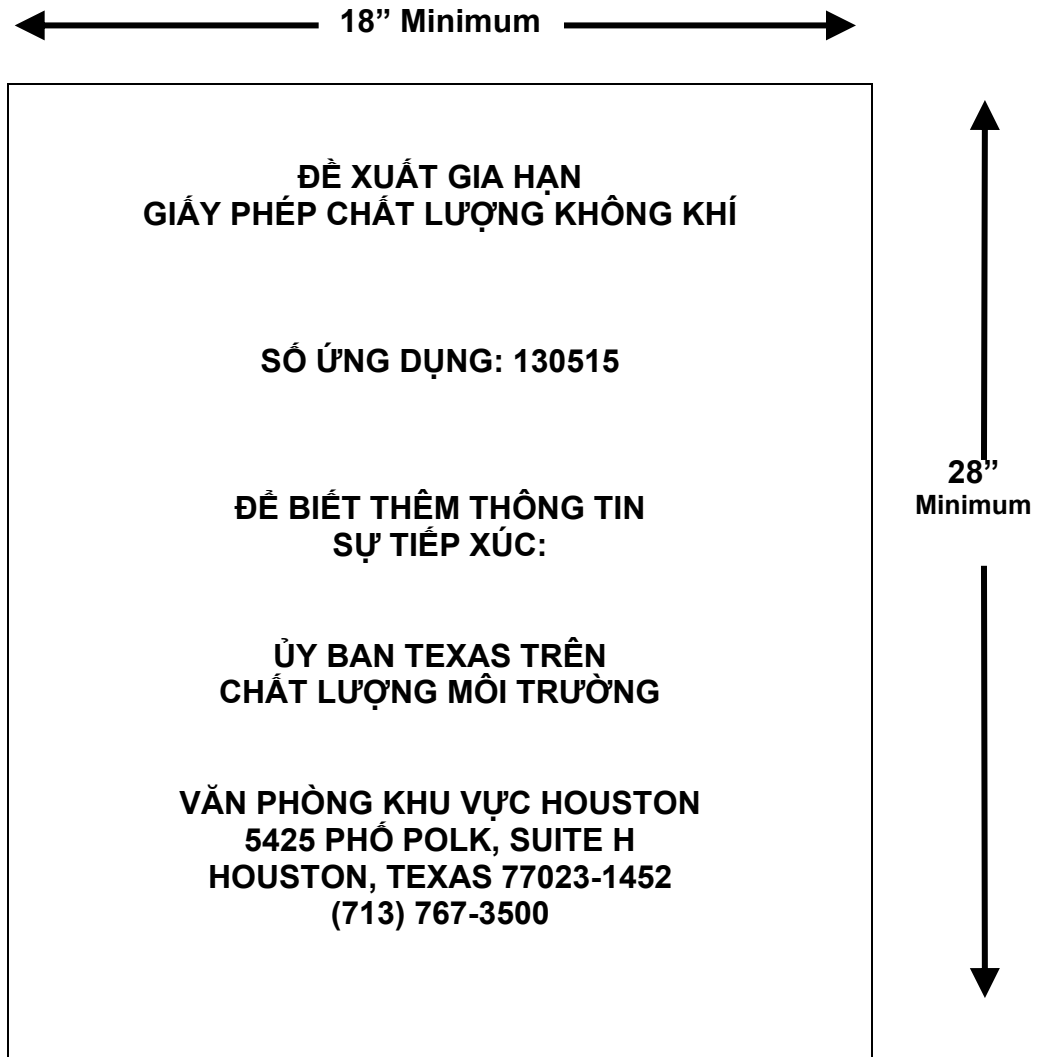 18” Minimum
ĐỀ XUẤT GIA HẠN
GIẤY PHÉP CHẤT LƯỢNG KHÔNG KHÍ
SỐ ỨNG DỤNG: 130515
ĐỂ BIẾT THÊM THÔNG TIN
SỰ TIẾP XÚC:
28”
Minimum
ỦY BAN TEXAS TRÊN
CHẤT LƯỢNG MÔI TRƯỜNG
VĂN PHÒNG KHU VỰC HOUSTON
5425 PHỐ POLK, SUITE H
HOUSTON, TEXAS 77023-1452
(713) 767-3500